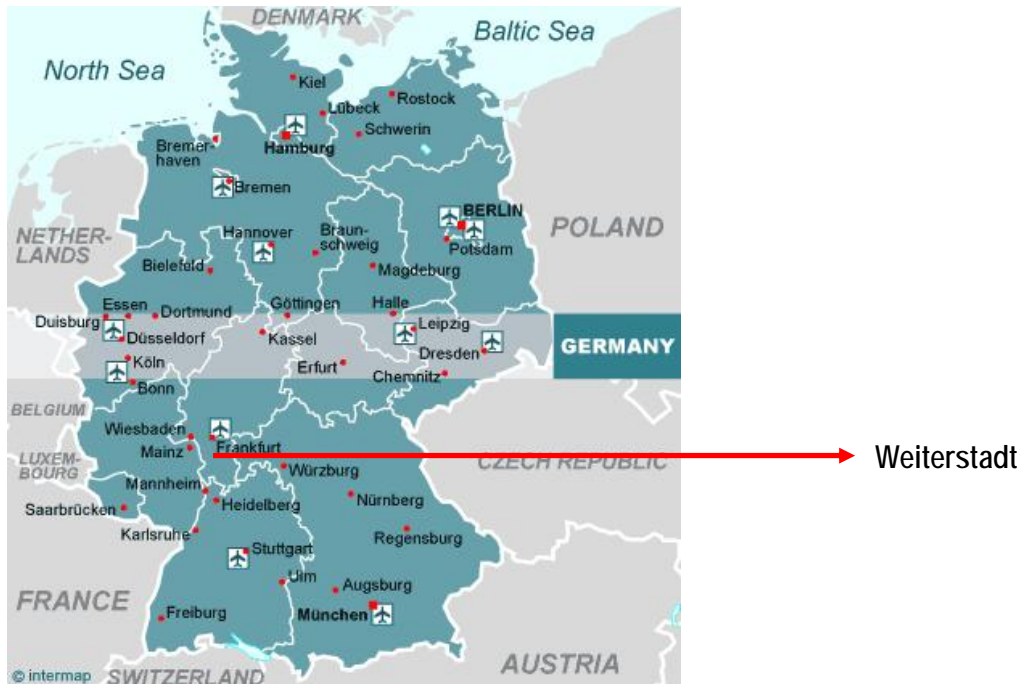 DENMARK
Baltic Sea
North Sea
Kiel
Rostock
Lübeck
Schwerin
Hamburg
Bremer-
haven
Bremen
BERLIN
POLAND
NETHER-
LANDS
Hannover
Braun-
schweig
Potsdam
Bielefeld
Magdeburg
Essen
Dortmund
Göttingen
Halle
Duisburg
Leipzig
Düsseldorf
Kassel
Dresden
GERMANY
Köln
Erfurt
Chemnitz
Bonn
BELGIUM
Wiesbaden
Frankfurt
Mainz
Weiterstadt
LUXEM-
BOURG
Würzburg
CZECH REPUBLIC
Mannheim
Heidelberg
Nürnberg
Saarbrücken
Karlsruhe
Regensburg
Stuttgart
Ulm
Augsburg
FRANCE
Freiburg
München
AUSTRIA
© intermap
SWITZERLAND